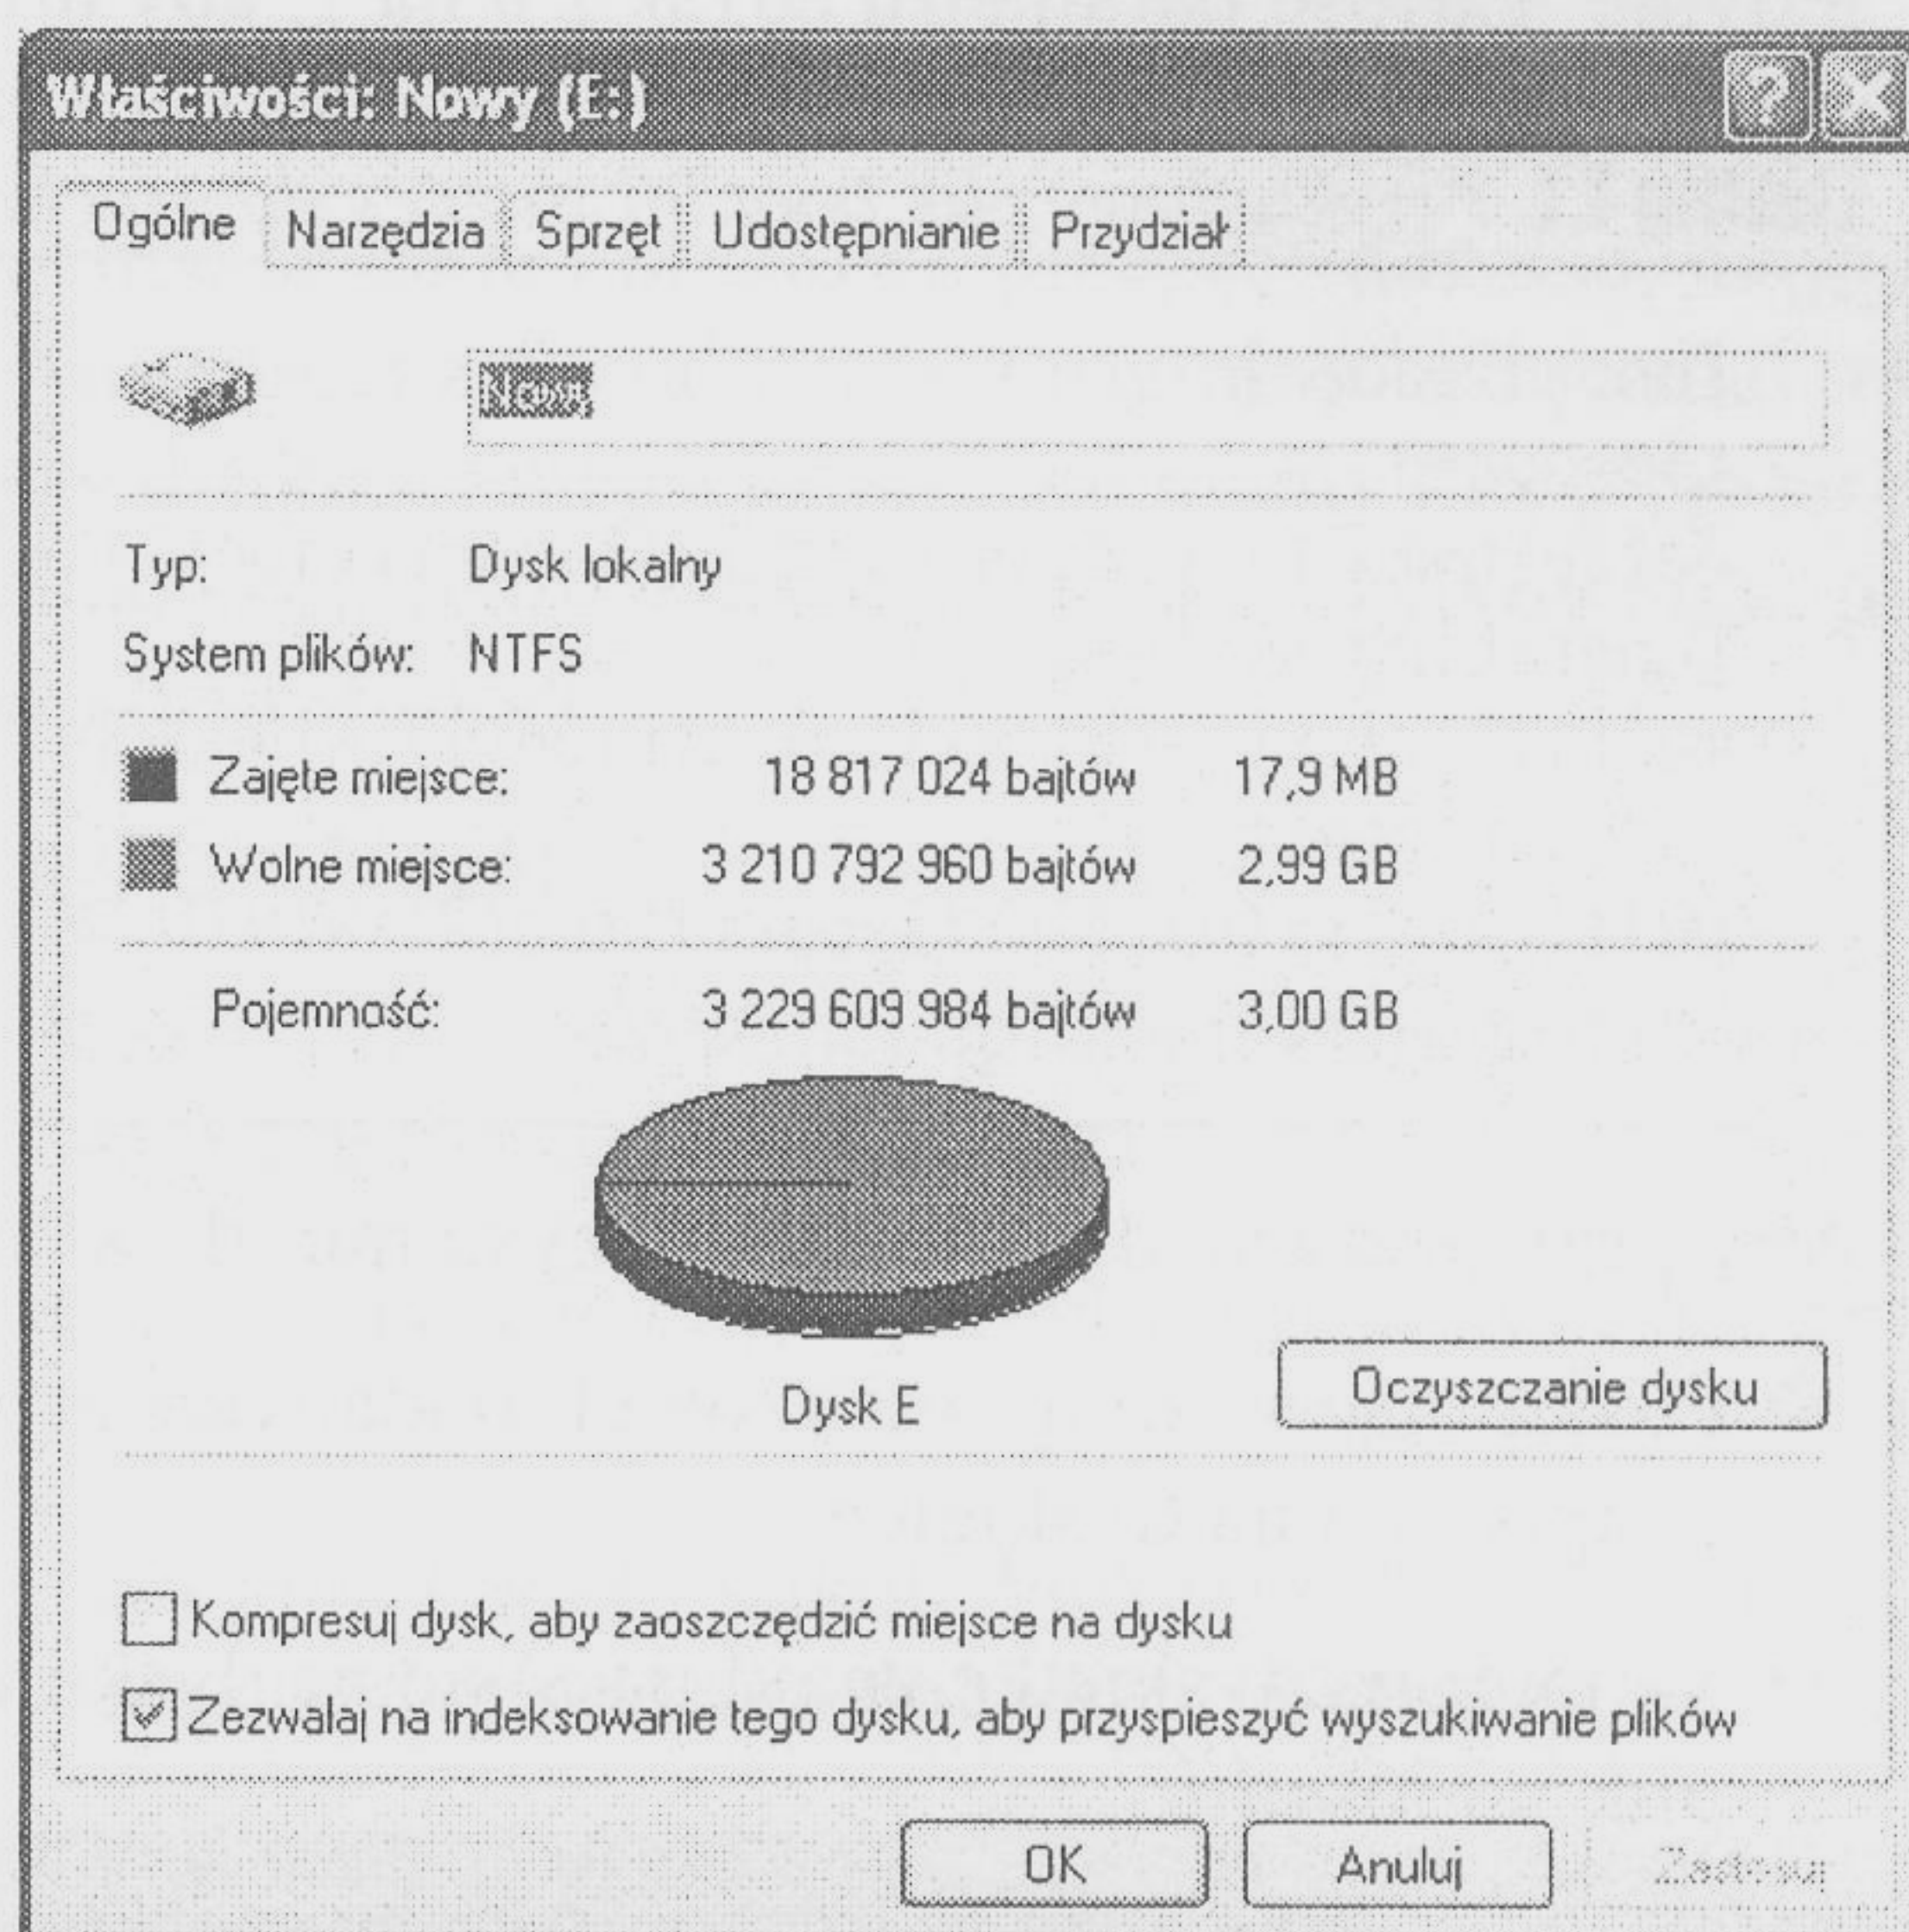 Właściwości: Nowy (E:)
Ogólne Narzędzia Sprzęt Udostępnianie Przydział
Nowy
Typ: Dysk lokalny
System plików: NTFS
Zajęte miejsce: 18 817 024 bajtów 17,9 MB
Wolne miejsce: 3 210 792 960 bajtów 2,99 GB
Pojemność: 3 229 609 984 bajtów 3,00 GB
Dysk E
Oczyszczanie dysku
Kompresuj dysk, aby zaoszczędzić miejsce na dysku
Zezwalaj na indeksowanie tego dysku, aby przyspieszyć wyszukiwanie plików
OK Anuluj Zastosuj